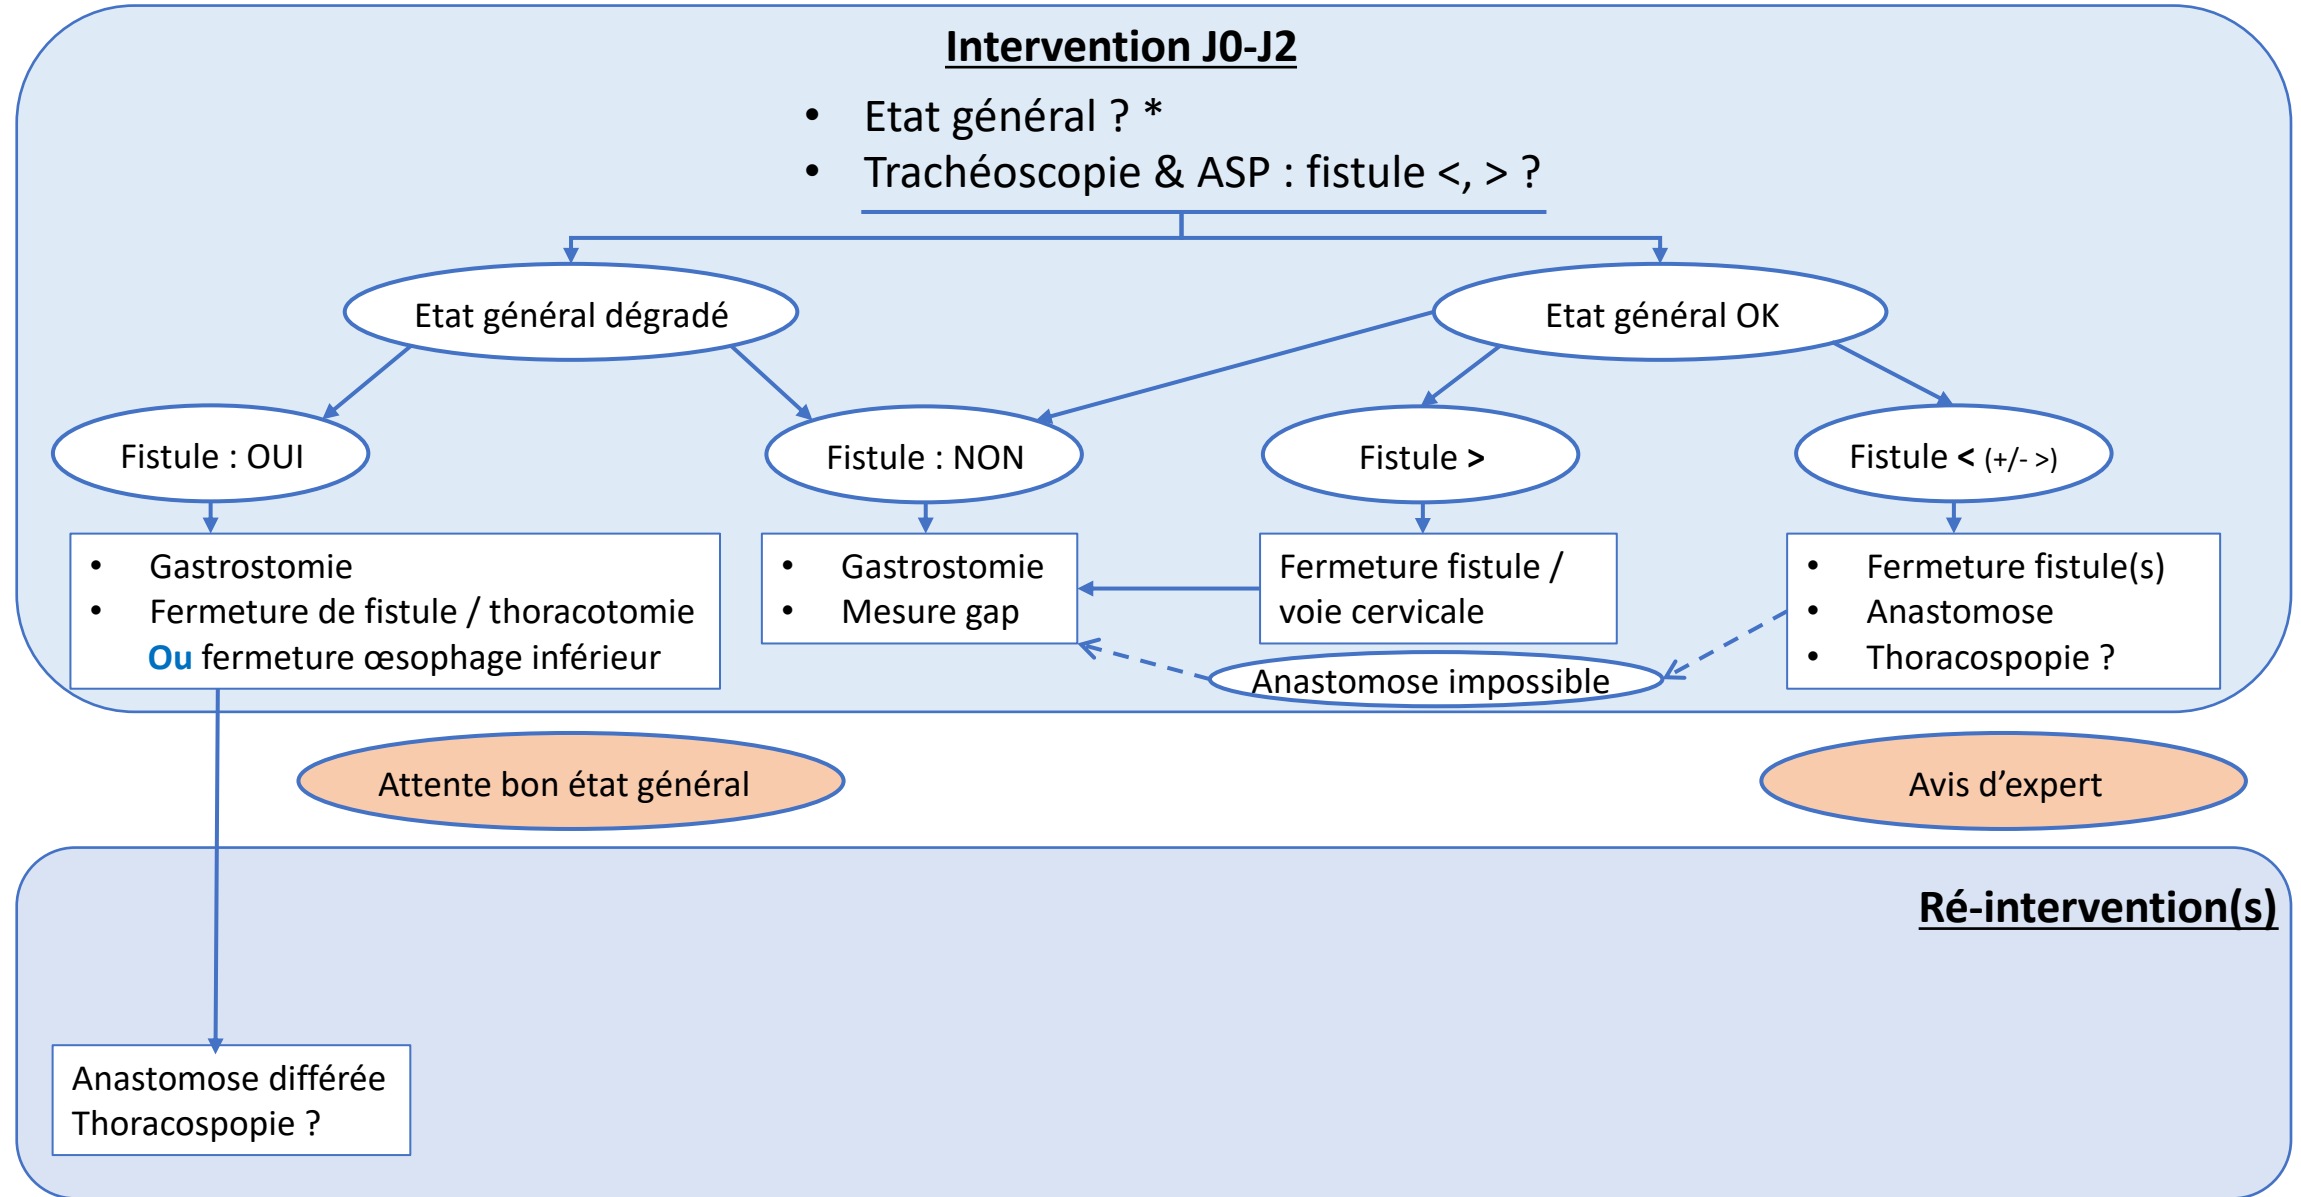 Intervention J0-J2
• Etat général ? *
• Trachéoscopie & ASP : fistule <, > ?
Etat général dégradé
Etat général OK
Fistule : OUI
Fistule : NON
Fistule >
Fistule < (+/- >)
• Gastrostomie
• Fermeture de fistule / thoracotomie
Ou fermeture œsophage inférieur
• Gastrostomie
• Mesure gap
Fermeture fistule /
voie cervicale
• Fermeture fistule(s)
• Anastomose
• Thoracospopie ?
Anastomose impossible
Attente bon état général
Avis d’expert
Ré-intervention(s)
Anastomose différée
Thoracospopie ?